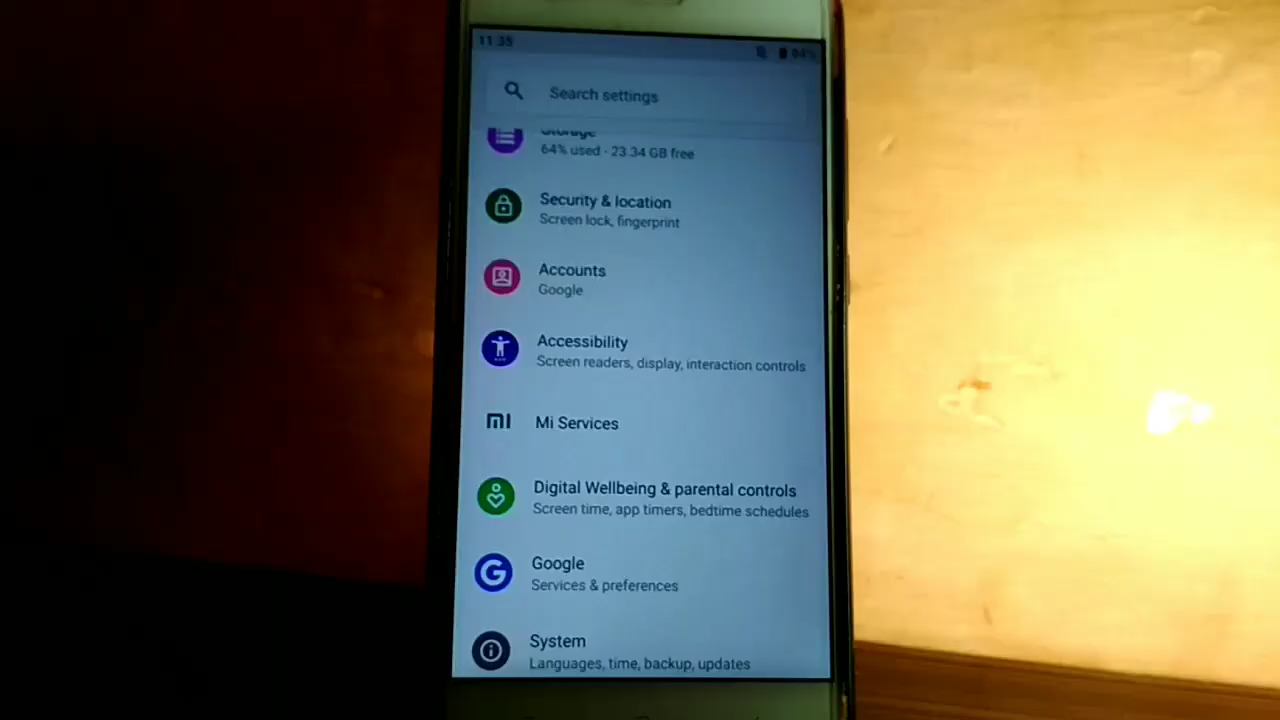 11:35
84%
Search settings
Storage
64% used - 23.34 GB free
Security & location
Screen lock, fingerprint
Accounts
Google
Accessibility
Screen readers, display, interaction controls
MI
Mi Services
Digital Wellbeing & parental controls
Screen time, app timers, bedtime schedules
G
Google
Services & preferences
System
Languages, time, backup, updates